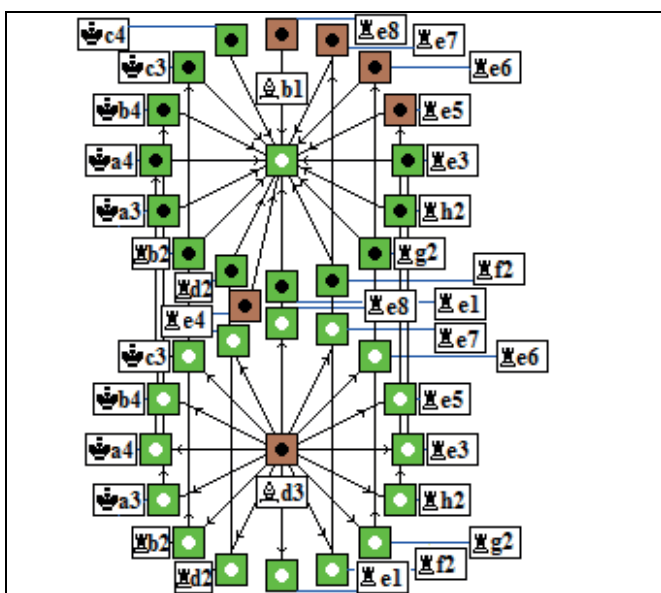 ♚c4
♜e8
♜e7
♚c3
♜e6
♗b1
♚b4
♜e5
♚a4
♜e3
♚a3
♜h2
♜b2
♜g2
♜d2
♜f2
♜e4
♜e8
♜e1
♜e7
♚c3
♜e6
♚b4
♜e5
♚a4
♜e3
♗d3
♚a3
♜h2
♜b2
♜g2
♜d2
♜e1
♜f2